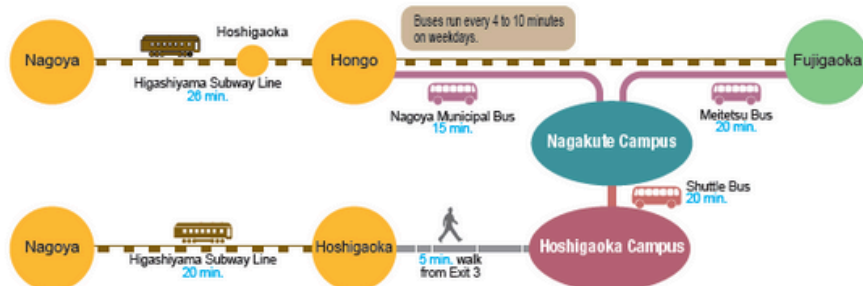 Hoshigaoka
Buses run every 4 to 10 minutes
on weekdays.
Nagoya
Hongo
Fujigaoka
Higashiyama Subway Line
26 min.
Nagoya Municipal Bus
15 min.
Meitetsu Bus
20 min.
Nagakute Campus
Shuttle Bus
20 min.
Nagoya
Hoshigaoka
Hoshigaoka Campus
Higashiyama Subway Line
20 min.
5 min. walk
from Exit 3